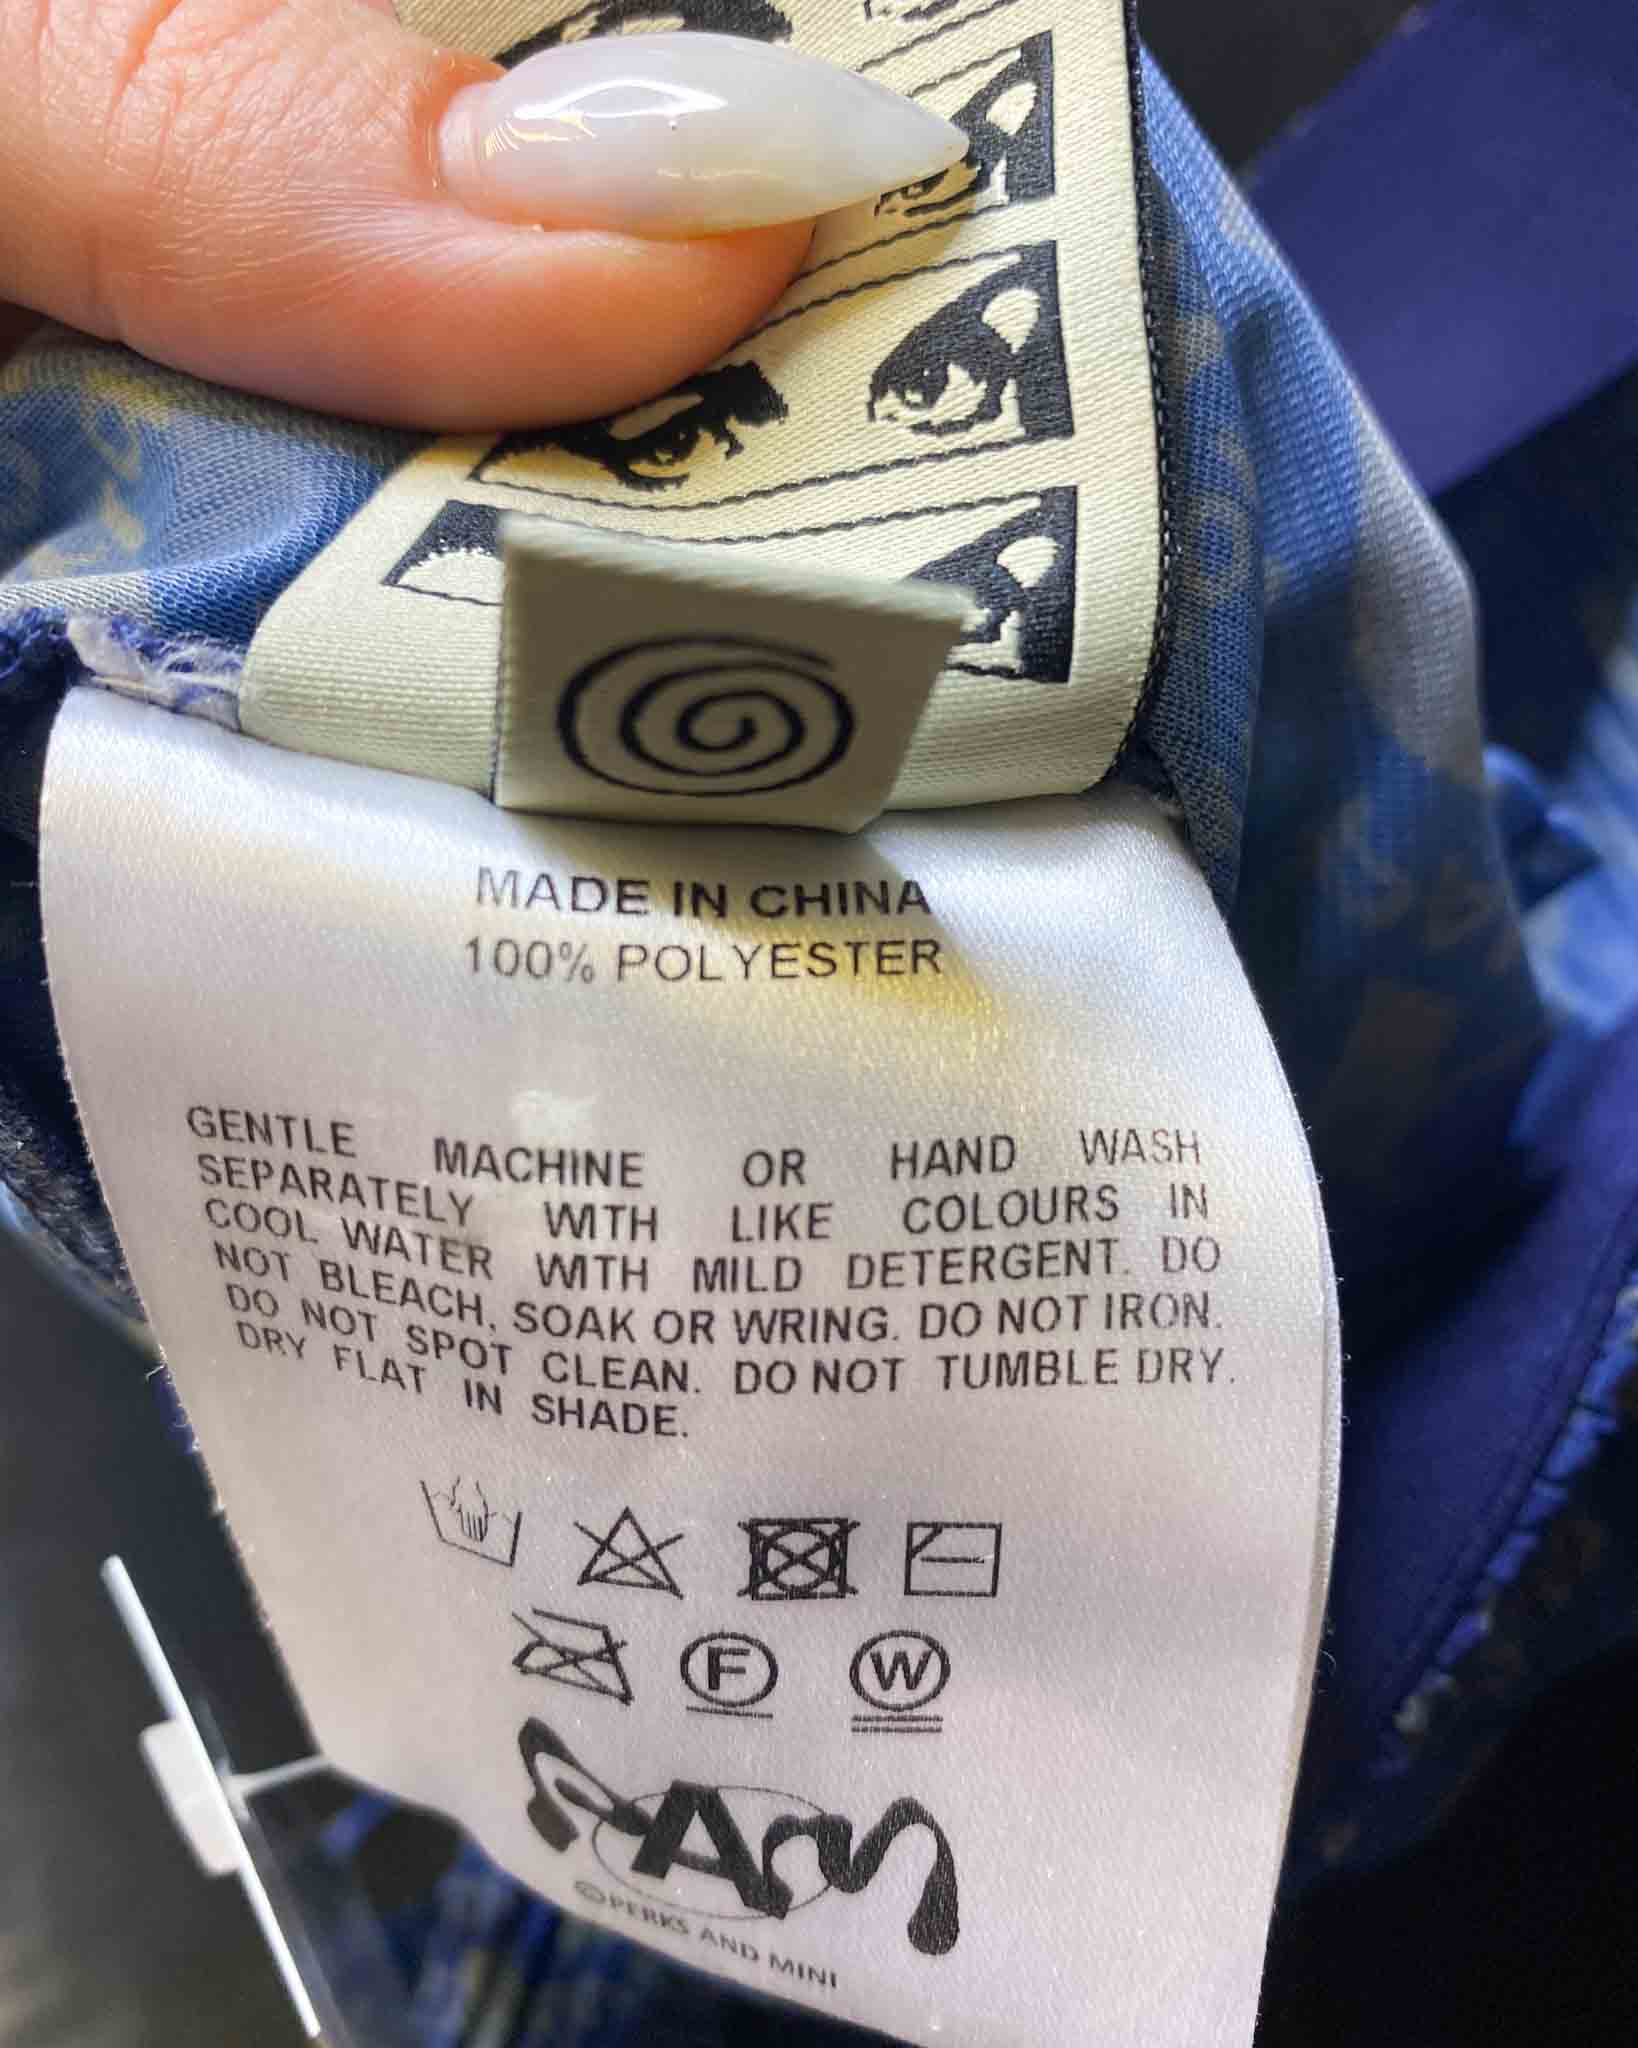 MADE IN CHINA
100% POLYESTER
GENTLE MACHINE OR HAND WASH
SEPARATELY WITH LIKE COLOURS IN
COOL WATER WITH MILD DETERGENT. DO
NOT BLEACH, SOAK OR WRING. DO NOT IRON.
DO NOT SPOT CLEAN. DO NOT TUMBLE DRY.
DRY FLAT IN SHADE.
F W
PAM
©PERKS AND MINI